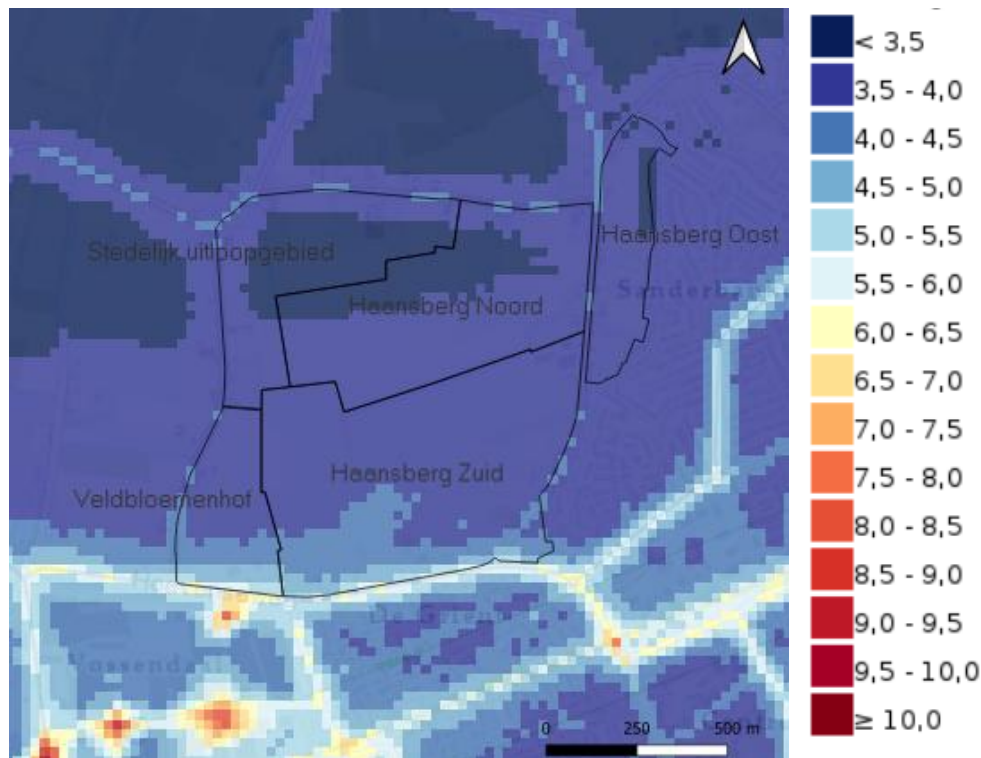 < 3,5
3,5 - 4,0
4,0 - 4,5
4,5 - 5,0
5,0 - 5,5
5,5 - 6,0
6,0 - 6,5
6,5 - 7,0
7,0 - 7,5
7,5 - 8,0
8,0 - 8,5
8,5 - 9,0
9,0 - 9,5
9,5 - 10,0
≥ 10,0
Stedelijk uitloopgebied
Haansberg Oost
Haansberg Noord
Haansberg Zuid
Veldbloemenhof
0 250 500 m